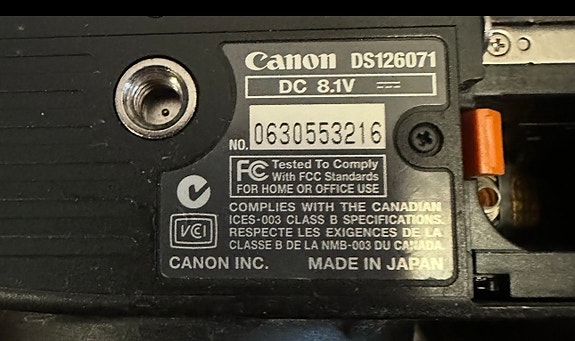 Canon DS126071
DC 8.1V
NO. 0630553216
FC Tested To Comply
With FCC Standards
FOR HOME OR OFFICE USE
VCI
COMPLIES WITH THE CANADIAN
ICES-003 CLASS B SPECIFICATIONS.
RESPECTE LES EXIGENCES DE LA
CLASSE B DE LA NMB-003 DU CANADA.
CANON INC. MADE IN JAPAN